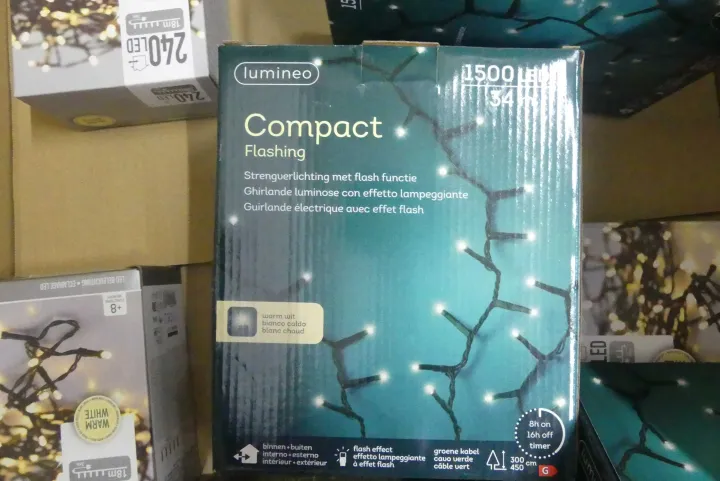 18m
240 LED
240 LED
lumineo
1500 LED
34 m
Compact
Flashing
Strengverlichting met flash functie
Ghirlande luminose con effetto lampeggiante
Guirlande électrique avec effet flash
warm wit
bianco caldo
blanc chaud
8h on
16h off
timer
binnen + buiten
interno + esterno
intérieur + extérieur
flash effect
effetto lampeggiante
à effet flash
groene kabel
cavo verde
câble vert
300 cm
450
G
8+
WARM
WHITE
18m
LED